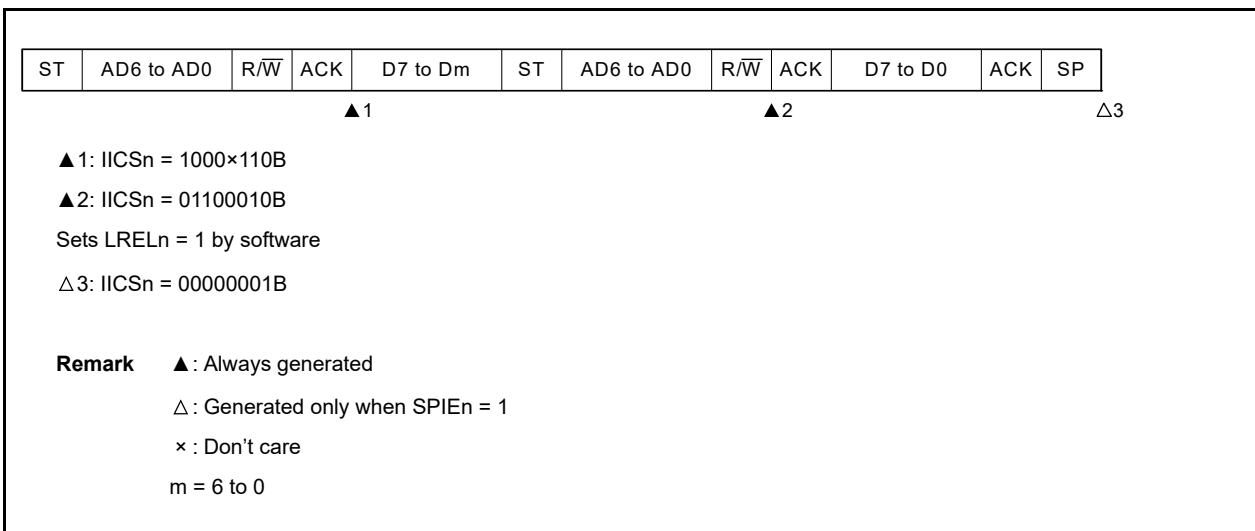 ST AD6 to AD0 R/W̅ ACK D7 to Dm ST AD6 to AD0 R/W̅ ACK D7 to D0 ACK SP
▲1 ▲2 △3
▲1: IICSn = 1000×110B
▲2: IICSn = 01100010B
Sets LRELn = 1 by software
△3: IICSn = 00000001B
Remark ▲: Always generated
△: Generated only when SPIEn = 1
×: Don't care
m = 6 to 0